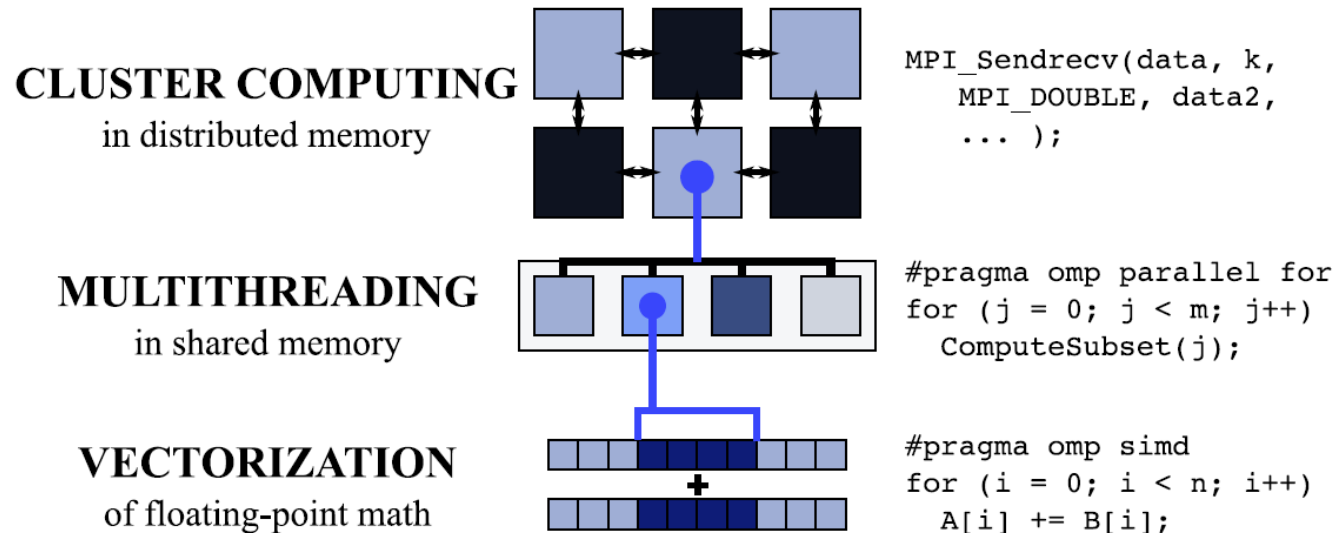 CLUSTER COMPUTING
in distributed memory
MPI_Sendrecv(data, k,
MPI_DOUBLE, data2,
... );
MULTITHREADING
in shared memory
#pragma omp parallel for
for (j = 0; j < m; j++)
ComputeSubset(j);
VECTORIZATION
of floating-point math
+
#pragma omp simd
for (i = 0; i < n; i++)
A[i] += B[i];